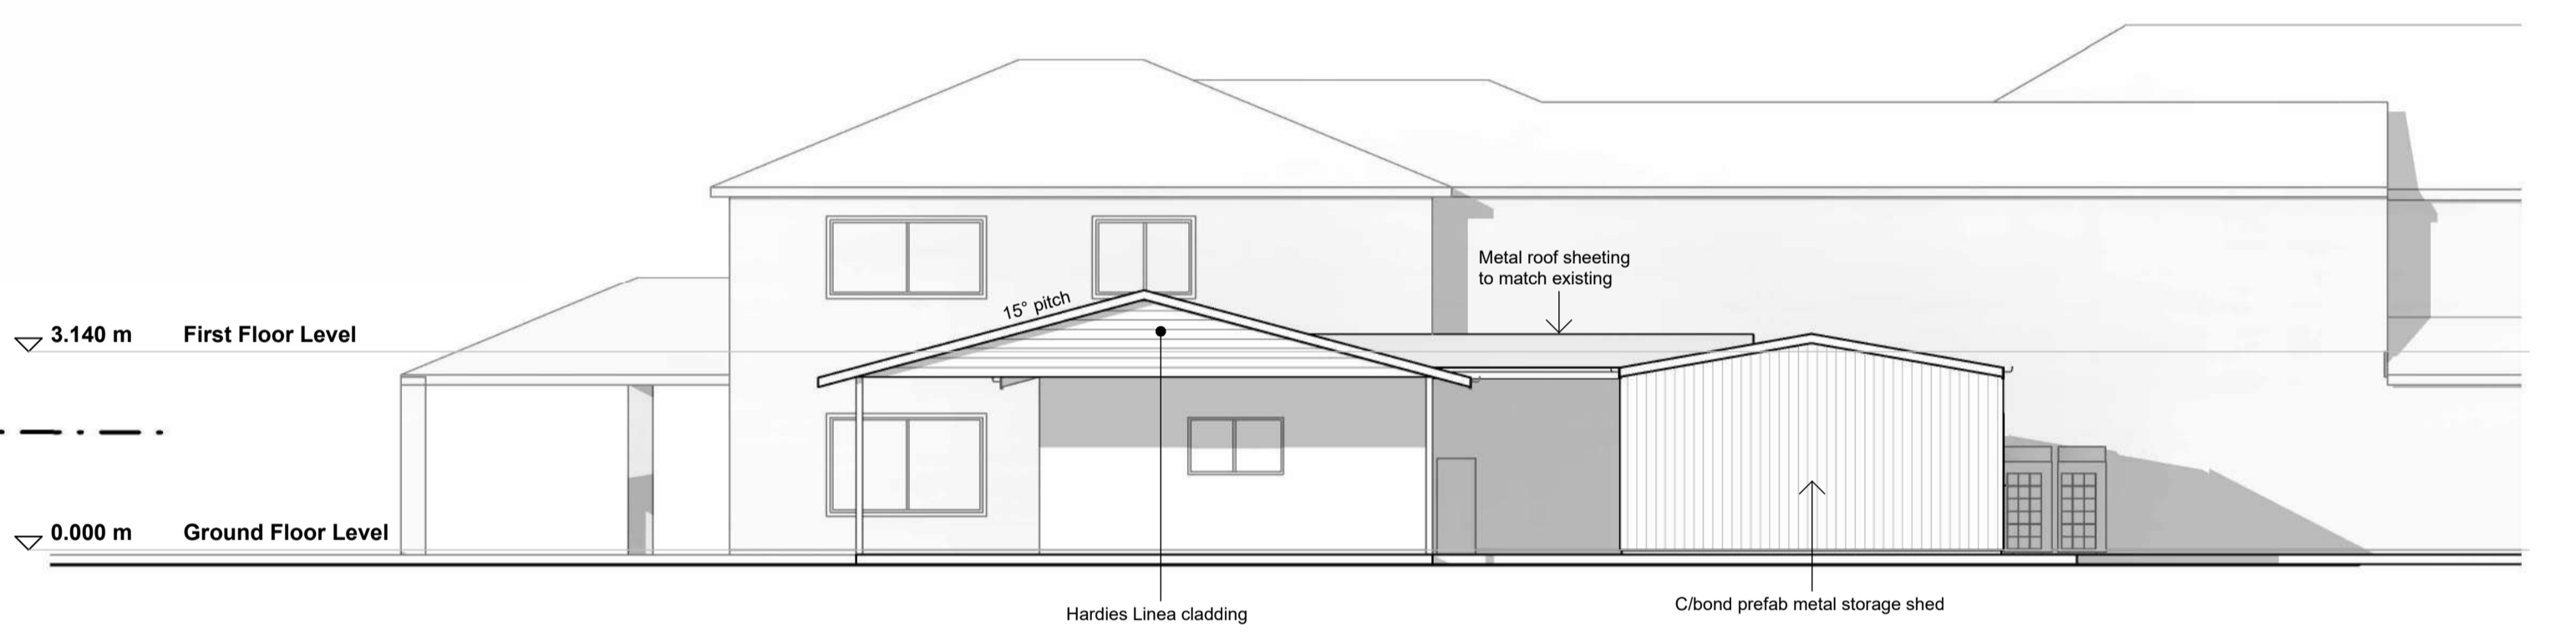 Metal roof sheeting
to match existing
15° pitch
3.140 m First Floor Level
0.000 m Ground Floor Level
C/bond prefab metal storage shed
Hardies Linea cladding